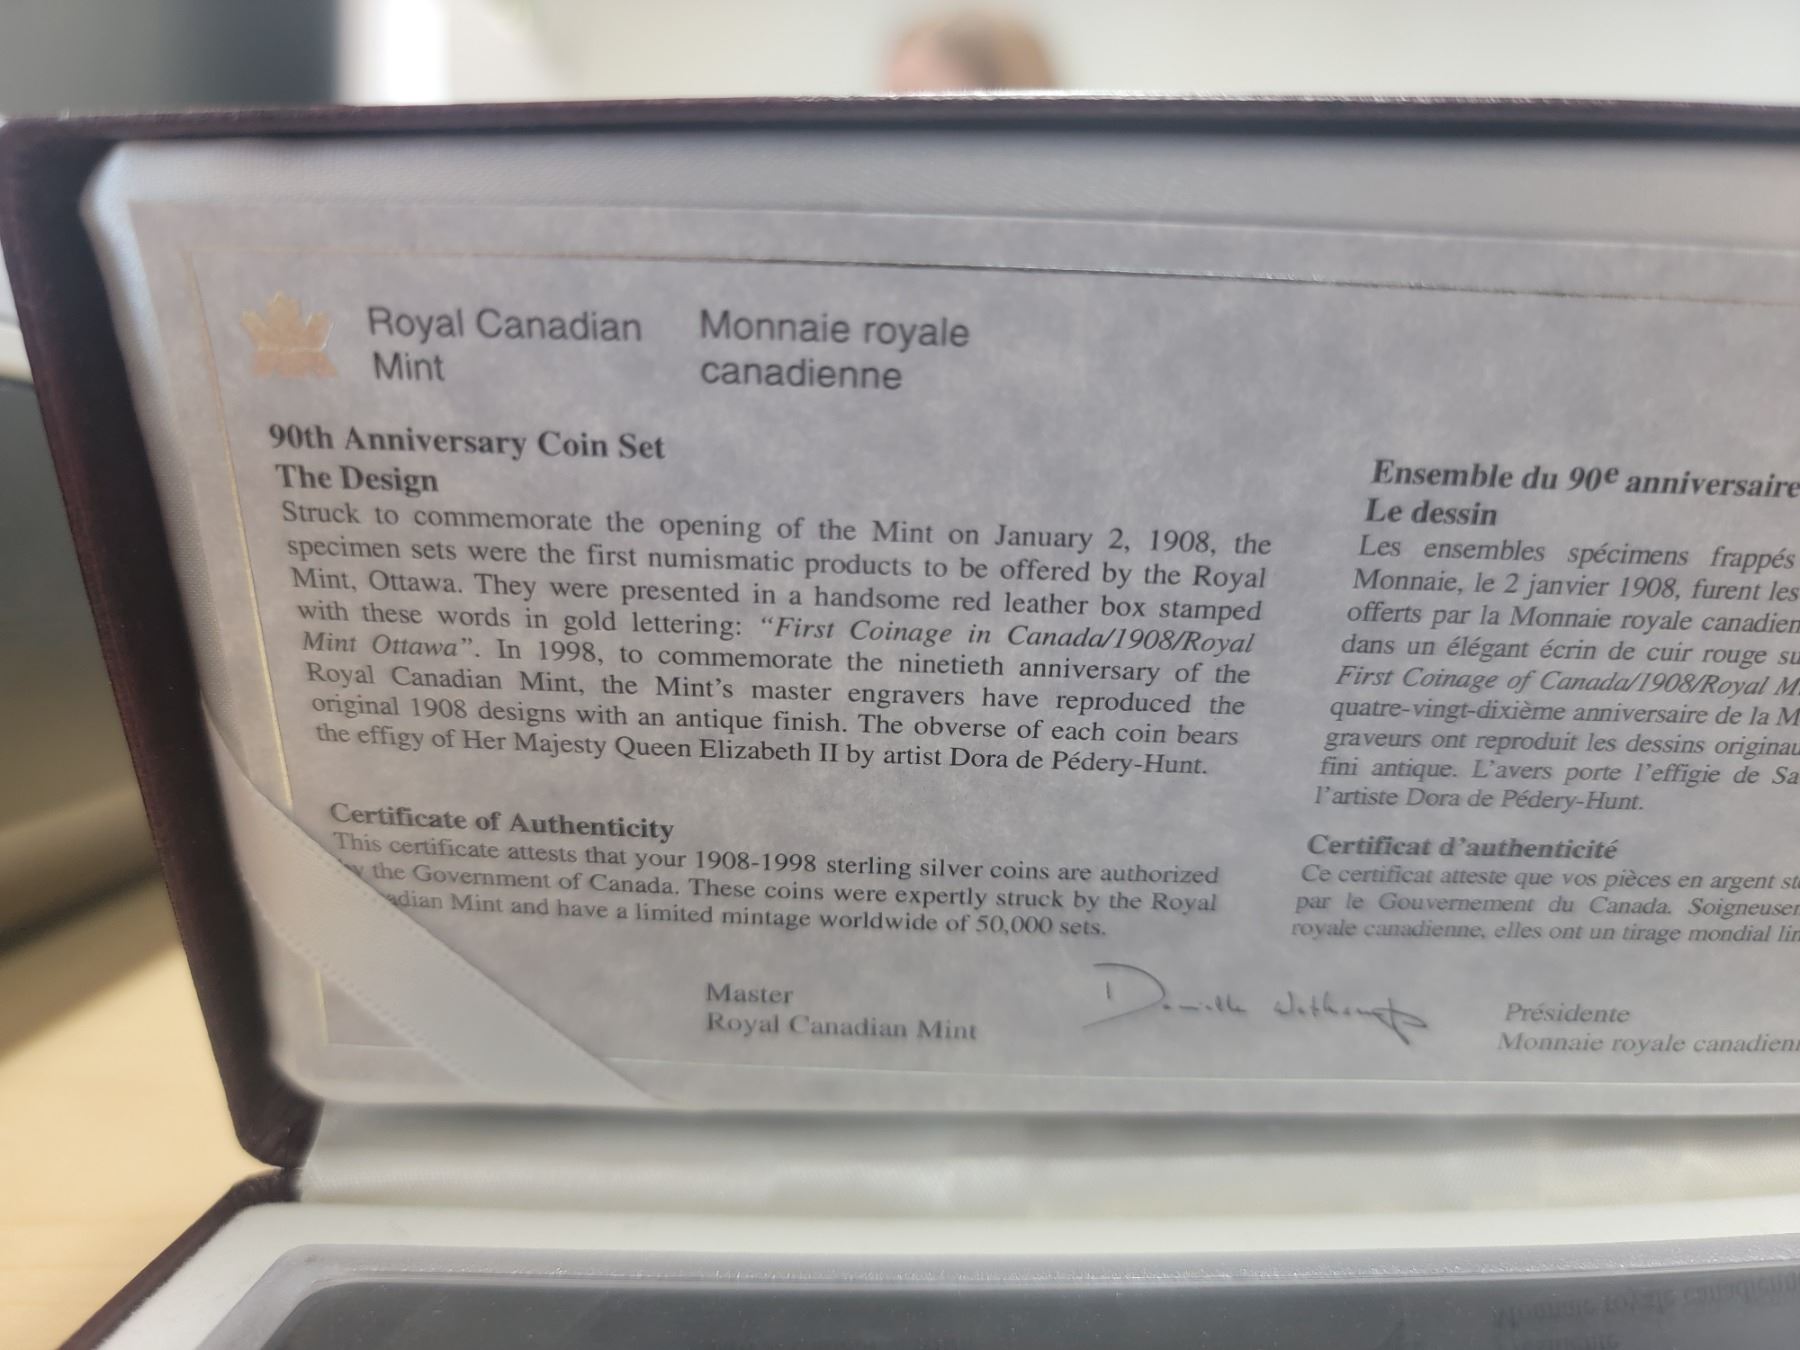 Royal Canadian
Mint
Monnaie royale
canadienne
90th Anniversary Coin Set
The Design
Struck to commemorate the opening of the Mint on January 2, 1908, the
specimen sets were the first numismatic products to be offered by the Royal
Mint, Ottawa. They were presented in a handsome red leather box stamped
with these words in gold lettering: “First Coinage in Canada/1908/Royal
Mint Ottawa”. In 1998, to commemorate the ninetieth anniversary of the
Royal Canadian Mint, the Mint’s master engravers have reproduced the
original 1908 designs with an antique finish. The obverse of each coin bears
the effigy of Her Majesty Queen Elizabeth II by artist Dora de Pédery-Hunt.
Certificate of Authenticity
This certificate attests that your 1908-1998 sterling silver coins are authorized
y the Government of Canada. These coins were expertly struck by the Royal
adian Mint and have a limited mintage worldwide of 50,000 sets.
Master
Royal Canadian Mint
Ensemble du 90e anniversaire
Le dessin
Les ensembles spécimens frappés
Monnaie, le 2 janvier 1908, furent les
offerts par la Monnaie royale canadien
dans un élégant écrin de cuir rouge su
First Coinage of Canada/1908/Royal M
quatre-vingt-dixième anniversaire de la M
graveurs ont reproduit les dessins originau
fini antique. L’avers porte l’effigie de Sa
l’artiste Dora de Pédery-Hunt.
Certificat d’authenticité
Ce certificat atteste que vos pièces en argent st
par le Gouvernement du Canada. Soigneusem
royale canadienne, elles ont un tirage mondial lim
Présidente
Monnaie royale canadienn